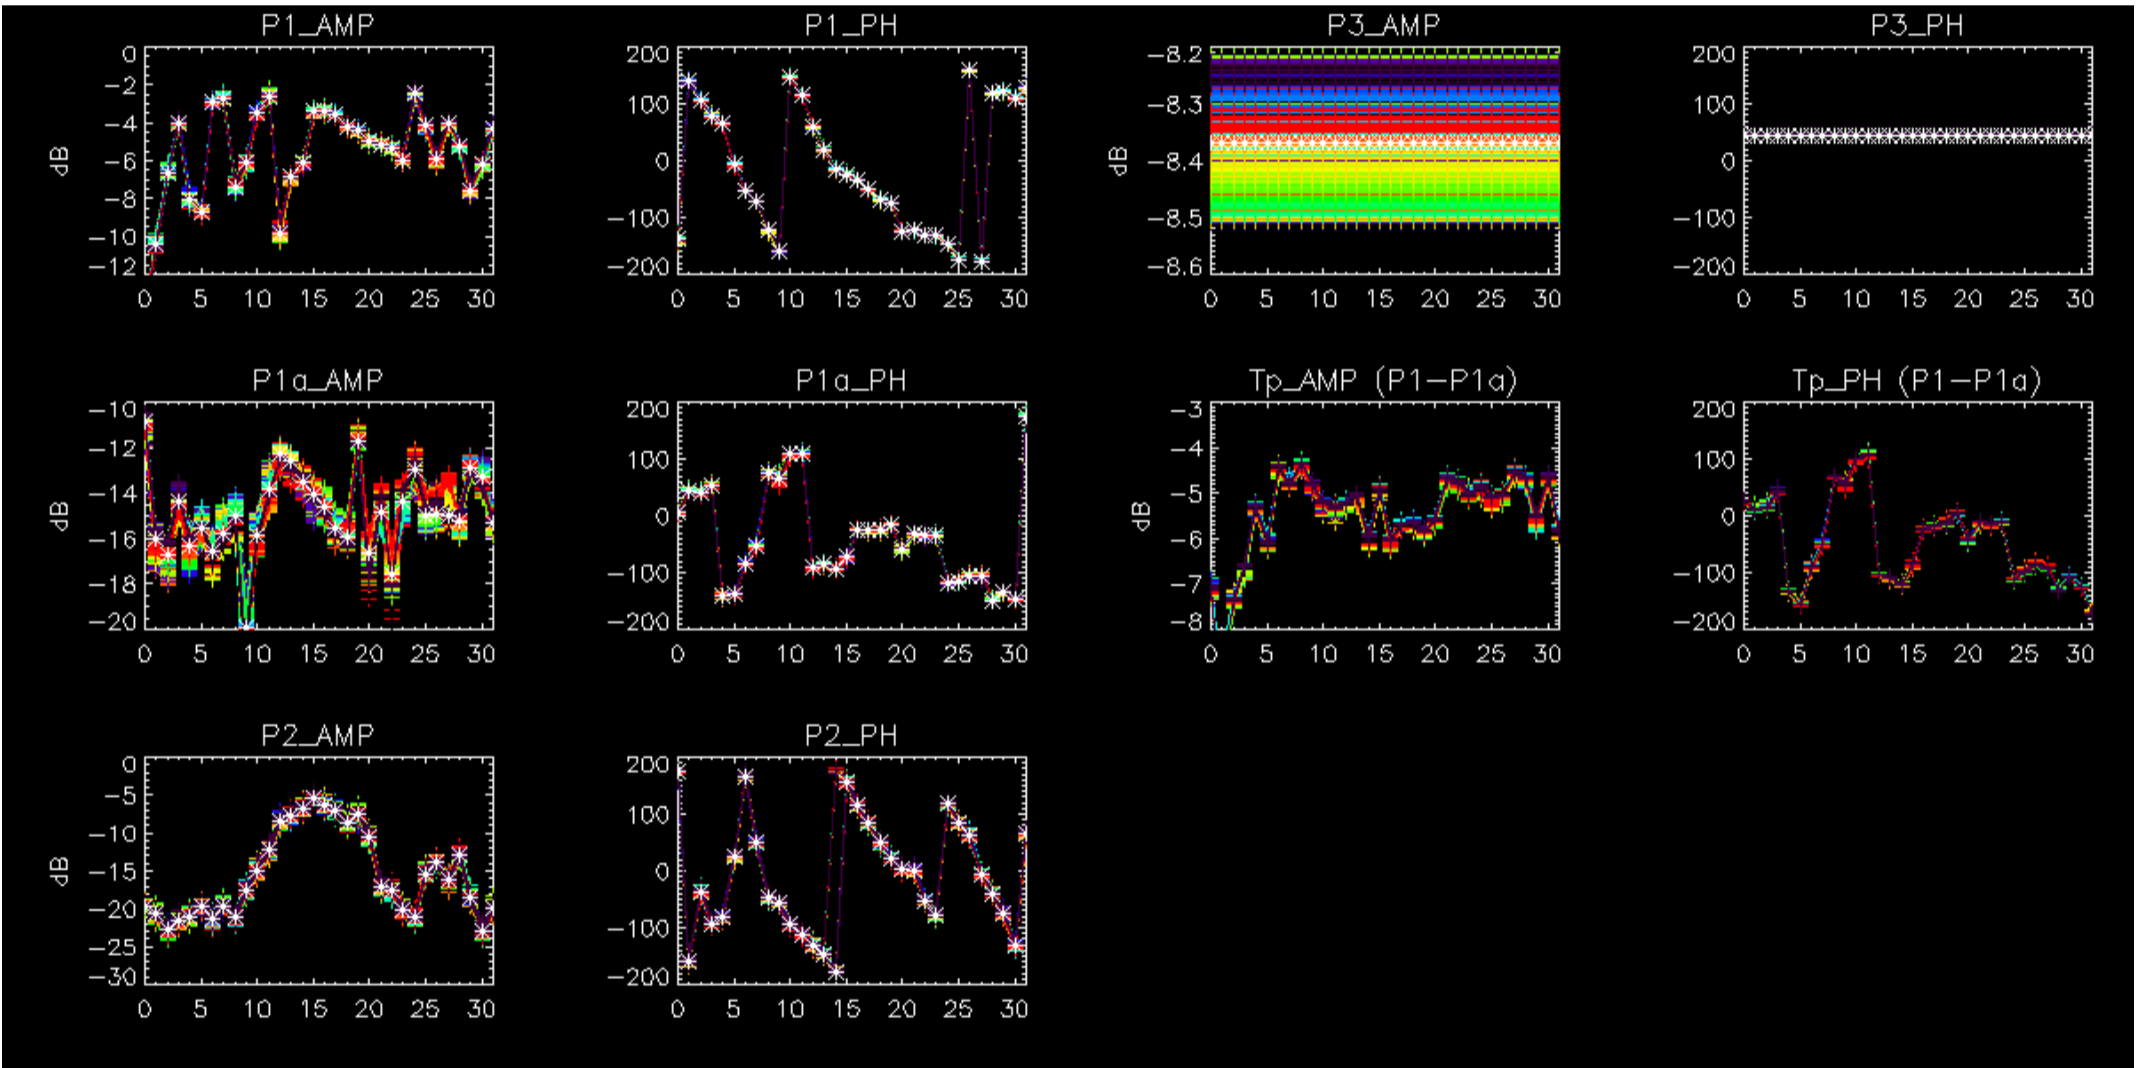 P1_AMP
0
−2
−4
−6
−8
−10
−12
dB
0 5 10 15 20 25 30
P1_PH
200
100
0
−100
−200
0 5 10 15 20 25 30
P3_AMP
−8.2
−8.3
−8.4
−8.5
−8.6
dB
0 5 10 15 20 25 30
P3_PH
200
100
0
−100
−200
0 5 10 15 20 25 30
P1a_AMP
−10
−12
−14
−16
−18
−20
dB
0 5 10 15 20 25 30
P1a_PH
200
100
0
−100
−200
0 5 10 15 20 25 30
Tp_AMP (P1−P1a)
−3
−4
−5
−6
−7
−8
dB
0 5 10 15 20 25 30
Tp_PH (P1−P1a)
200
100
0
−100
−200
0 5 10 15 20 25 30
P2_AMP
0
−5
−10
−15
−20
−25
−30
dB
0 5 10 15 20 25 30
P2_PH
200
100
0
−100
−200
0 5 10 15 20 25 30